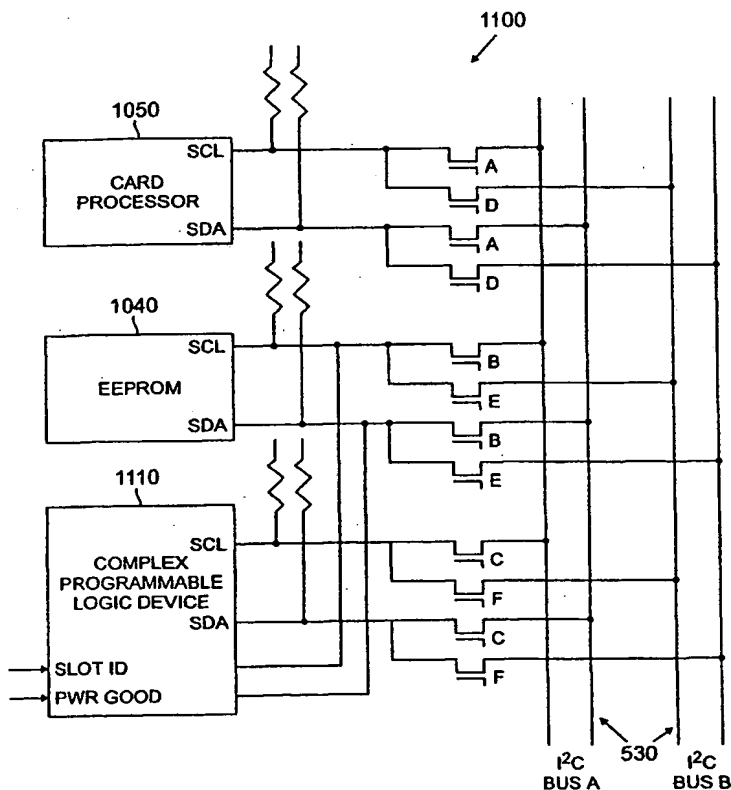 1100
1050
SCL
CARD
PROCESSOR
SDA
A
D
A
D
1040
SCL
EEPROM
SDA
B
E
B
E
1110
SCL
COMPLEX
PROGRAMMABLE
LOGIC DEVICE
SDA
SLOT ID
PWR GOOD
C
F
C
F
530
I²C
BUS A
I²C
BUS B